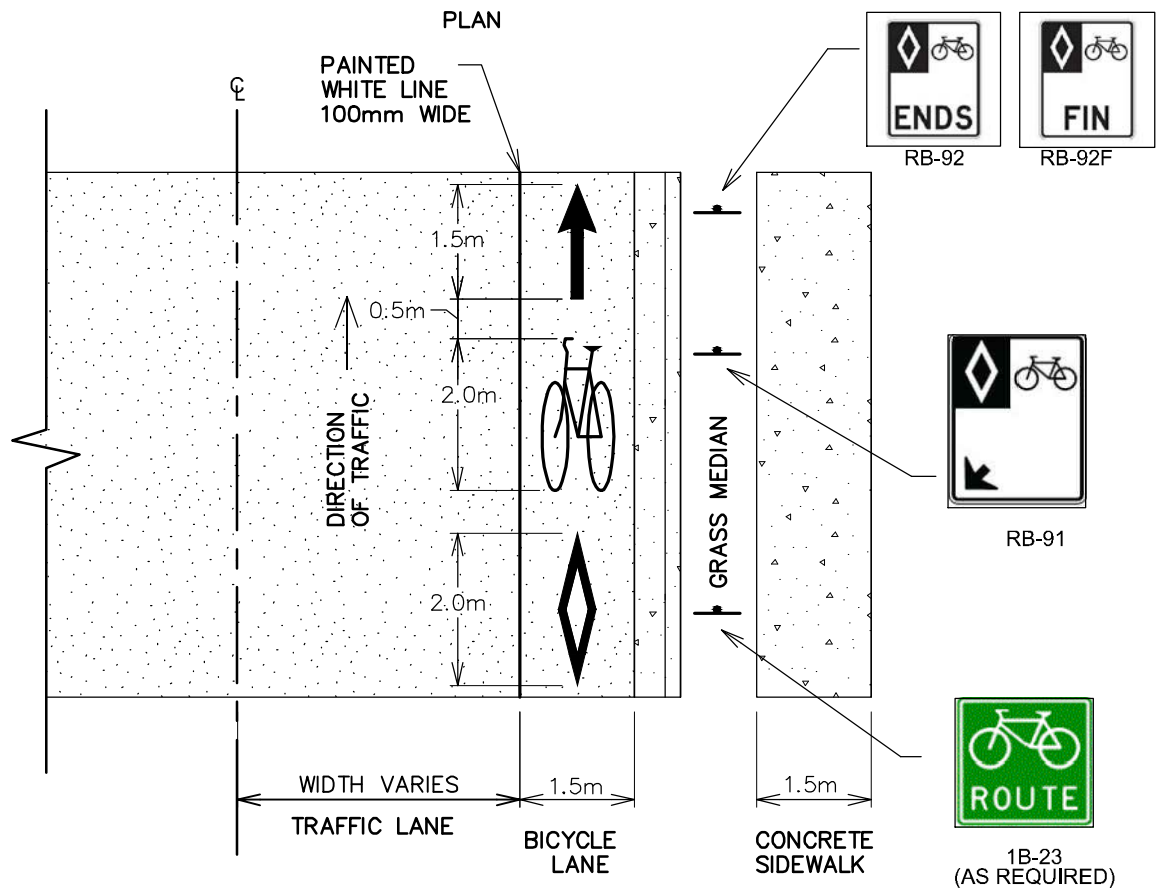 PLAN
PAINTED
WHITE LINE
100mm WIDE
℄
ENDS
FIN
RB-92
RB-92F
1.5m
0.5m
2.0m
DIRECTION
OF TRAFFIC
GRASS MEDIAN
RB-91
2.0m
WIDTH VARIES
TRAFFIC LANE
1.5m
BICYCLE
LANE
1.5m
CONCRETE
SIDEWALK
ROUTE
1B-23
(AS REQUIRED)